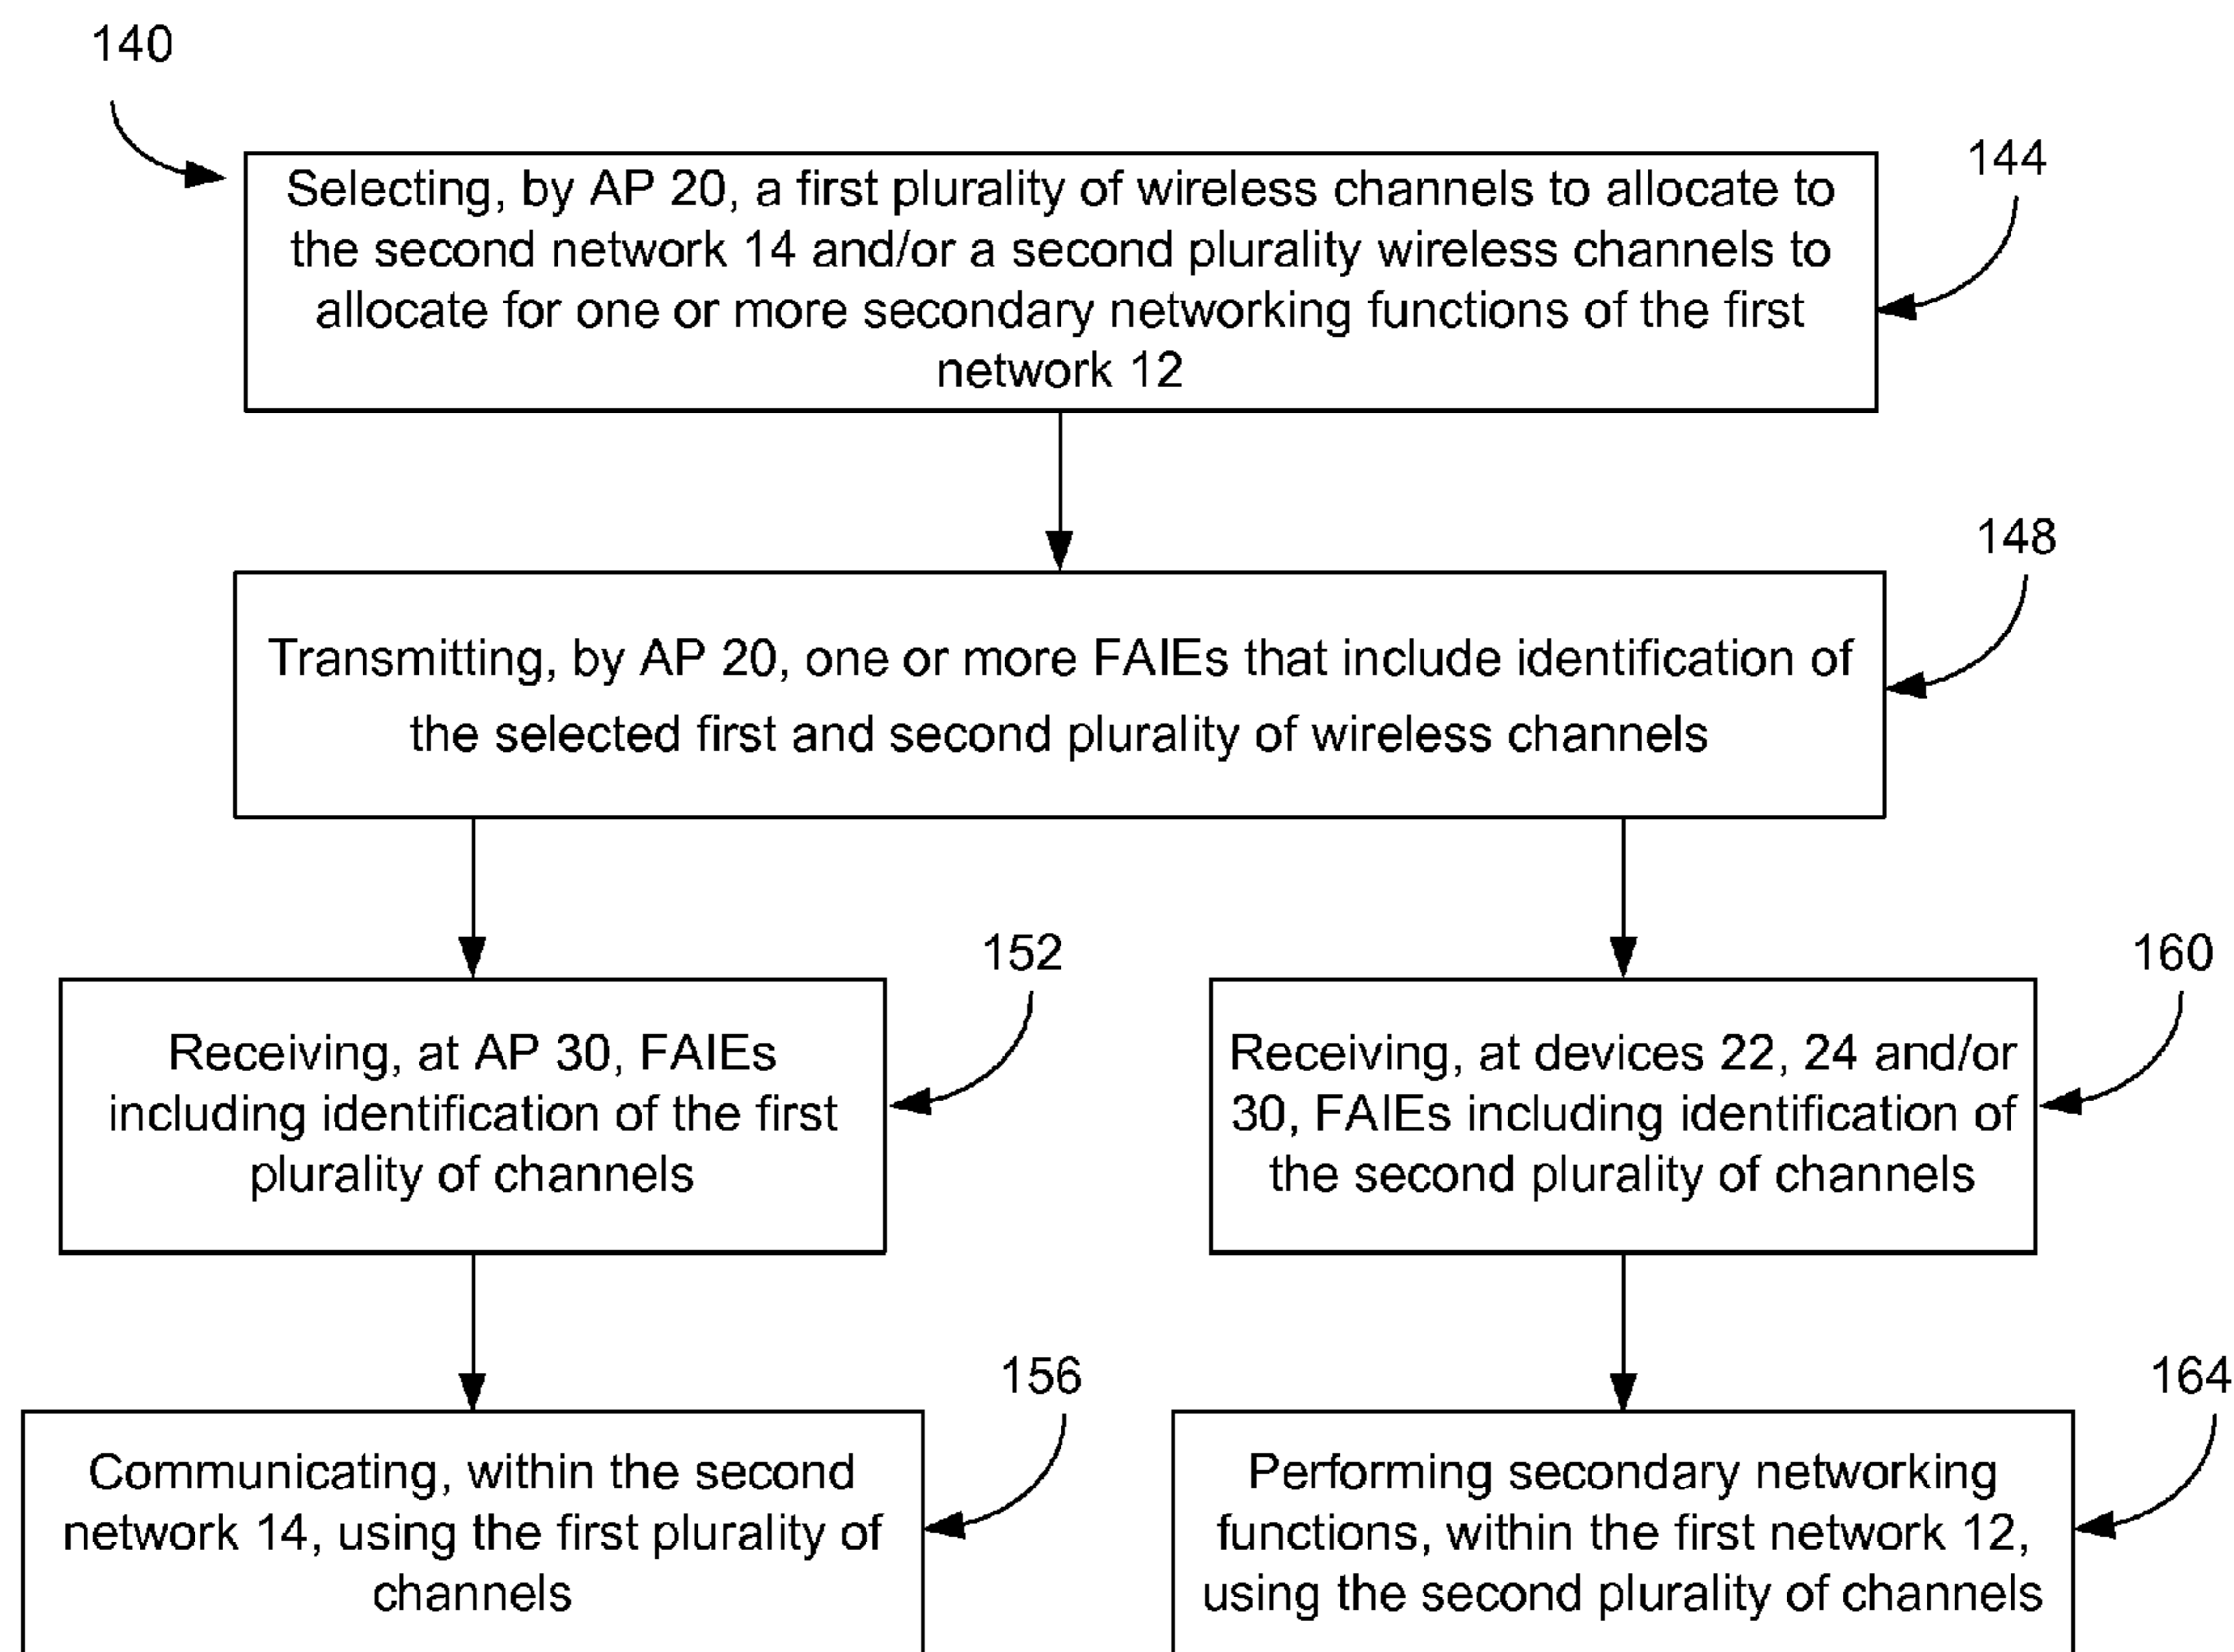 140
144
Selecting, by AP 20, a first plurality of wireless channels to allocate to
the second network 14 and/or a second plurality wireless channels to
allocate for one or more secondary networking functions of the first
network 12
148
Transmitting, by AP 20, one or more FAIEs that include identification of
the selected first and second plurality of wireless channels
152
Receiving, at AP 30, FAIEs
including identification of the first
plurality of channels
160
Receiving, at devices 22, 24 and/or
30, FAIEs including identification of
the second plurality of channels
156
Communicating, within the second
network 14, using the first plurality of
channels
164
Performing secondary networking
functions, within the first network 12,
using the second plurality of channels